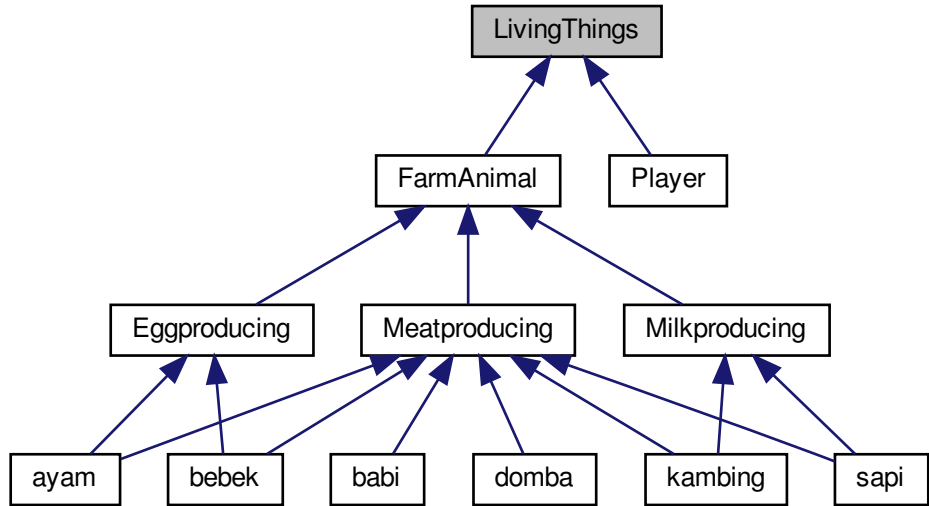 LivingThings
FarmAnimal
Player
Eggproducing
Meatproducing
Milkproducing
ayam
bebek
babi
domba
kambing
sapi